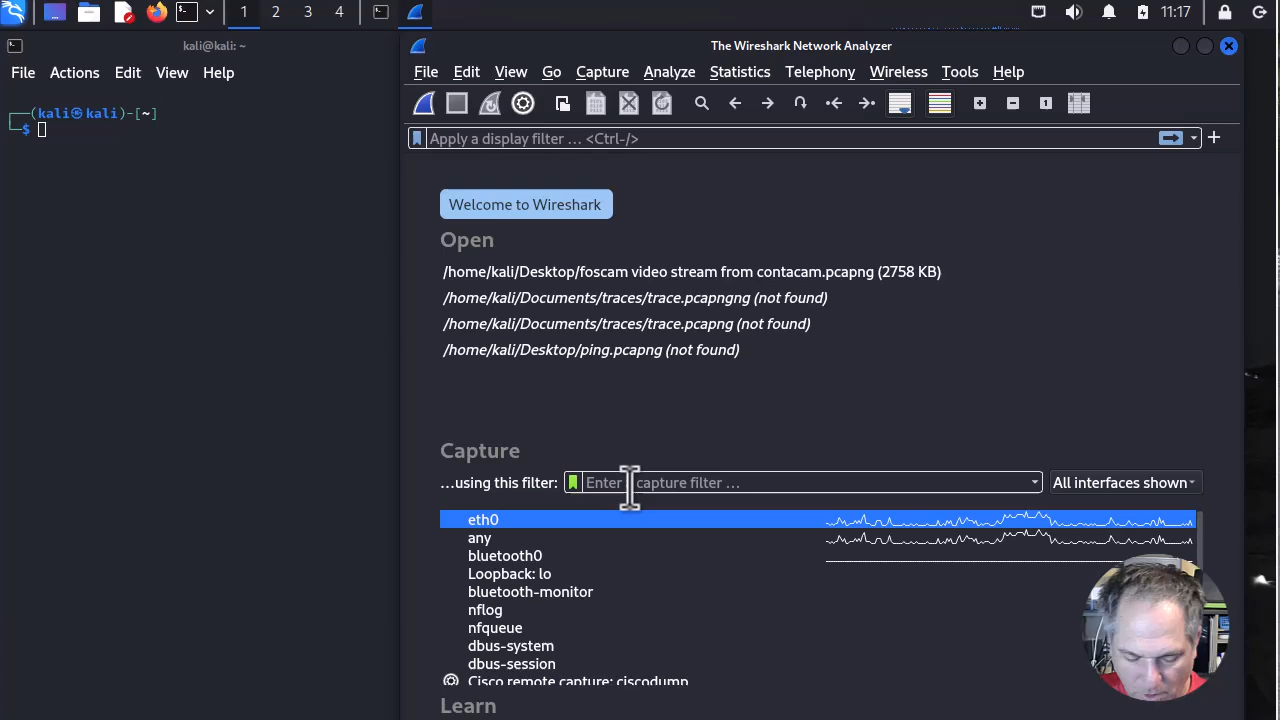 1 2 3 4
11:17
kali@kali: ~
File Actions Edit View Help
┌──(kali㉿kali)-[~]
└─$
The Wireshark Network Analyzer
File Edit View Go Capture Analyze Statistics Telephony Wireless Tools Help
Apply a display filter … <Ctrl-/>
Welcome to Wireshark
Open
/home/kali/Desktop/foscam video stream from contacam.pcapng (2758 KB)
/home/kali/Documents/traces/trace.pcapngng (not found)
/home/kali/Documents/traces/trace.pcapng (not found)
/home/kali/Desktop/ping.pcapng (not found)
Capture
…using this filter: Enter capture filter … All interfaces shown
eth0
any
bluetooth0
Loopback: lo
bluetooth-monitor
nflog
nfqueue
dbus-system
dbus-session
Cisco remote capture: ciscodump
Learn